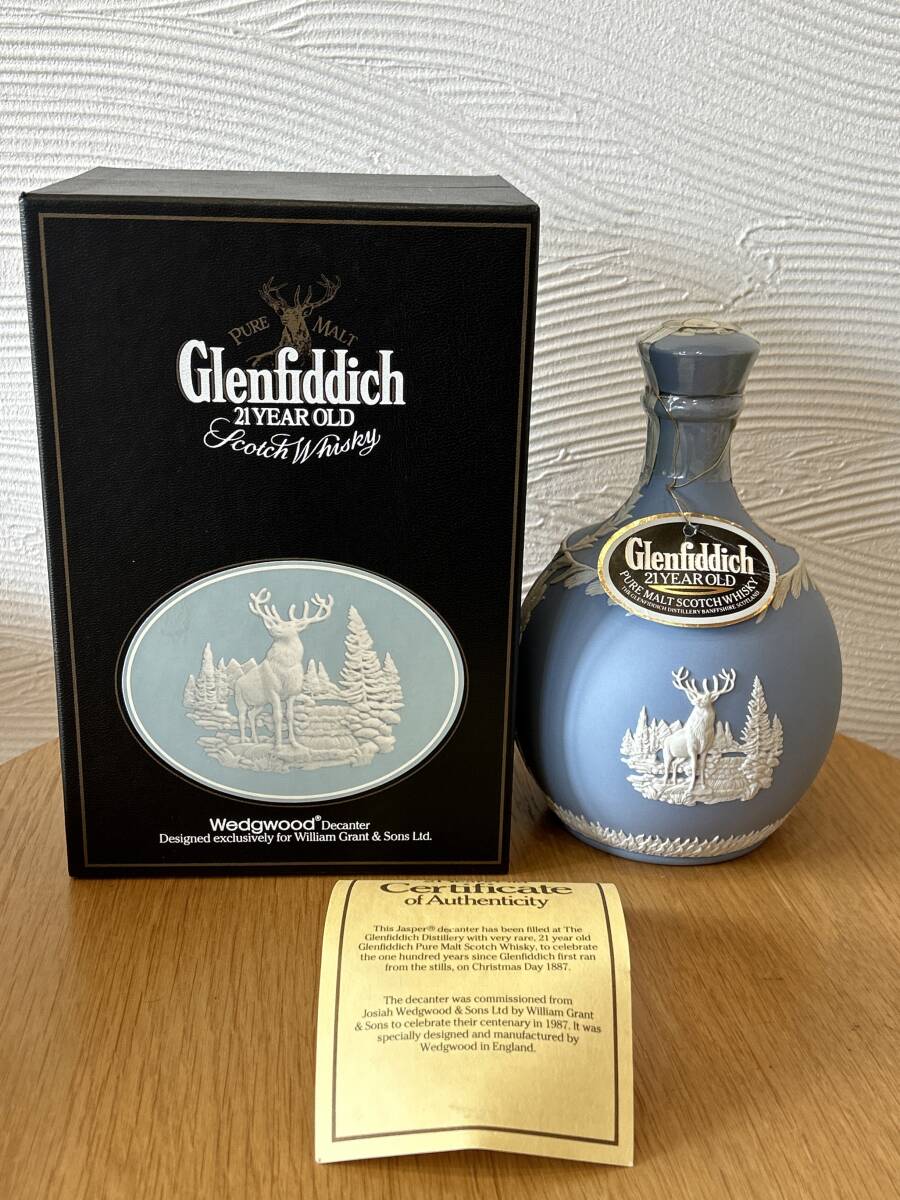 PURE MALT
Glenfiddich
21 YEAR OLD
Scotch Whisky
Wedgwood® Decanter
Designed exclusively for William Grant & Sons Ltd.
Glenfiddich
21 YEAR OLD
PURE MALT SCOTCH WHISKY
THE GLENFIDDICH DISTILLERY BANFFSHIRE SCOTLAND
Certificate
of Authenticity
This Jasper® decanter has been filled at The
Glenfiddich Distillery with very rare, 21 year old
Glenfiddich Pure Malt Scotch Whisky, to celebrate
the one hundred years since Glenfiddich first ran
from the stills, on Christmas Day 1887.
The decanter was commissioned from
Josiah Wedgwood & Sons Ltd by William Grant
& Sons to celebrate their centenary in 1987. It was
specially designed and manufactured by
Wedgwood in England.